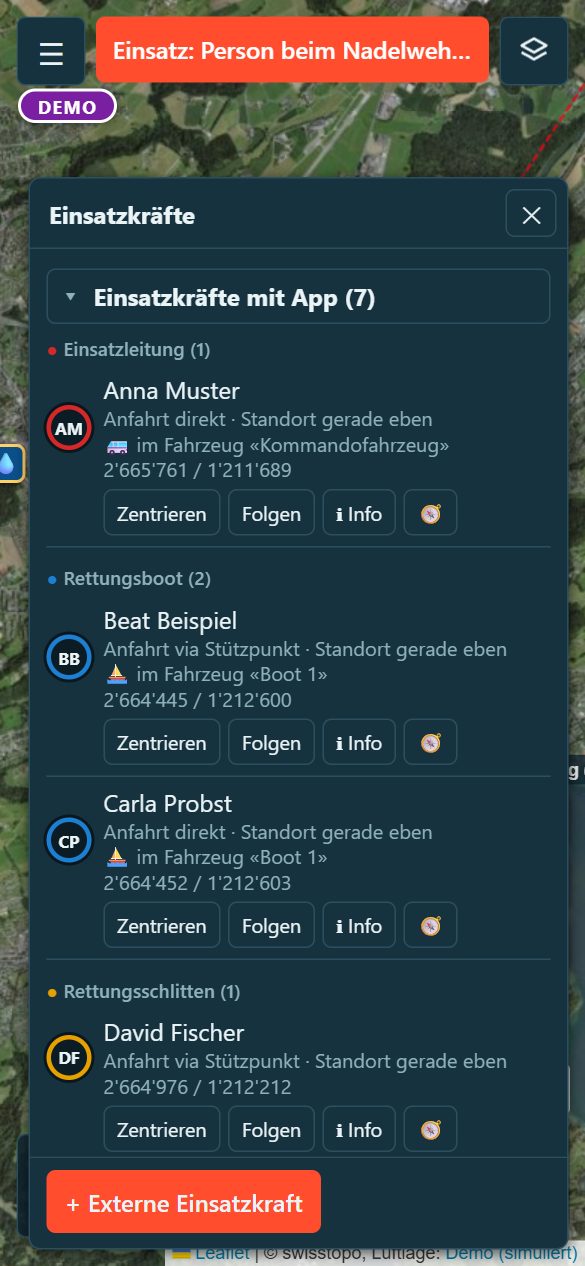 Einsatz: Person beim Nadelweh...
DEMO
Einsatzkräfte
Einsatzkräfte mit App (7)
Einsatzleitung (1)
AM
Anna Muster
Anfahrt direkt · Standort gerade eben
im Fahrzeug «Kommandofahrzeug»
2'665'761 / 1'211'689
Zentrieren Folgen ℹ Info
Rettungsboot (2)
BB
Beat Beispiel
Anfahrt via Stützpunkt · Standort gerade eben
im Fahrzeug «Boot 1»
2'664'445 / 1'212'600
Zentrieren Folgen ℹ Info
CP
Carla Probst
Anfahrt direkt · Standort gerade eben
im Fahrzeug «Boot 1»
2'664'452 / 1'212'603
Zentrieren Folgen ℹ Info
Rettungsschlitten (1)
DF
David Fischer
Anfahrt via Stützpunkt · Standort gerade eben
2'664'976 / 1'212'212
Zentrieren Folgen ℹ Info
+ Externe Einsatzkraft
Leaflet | © swisstopo, Luftlage: Demo (simuliert)